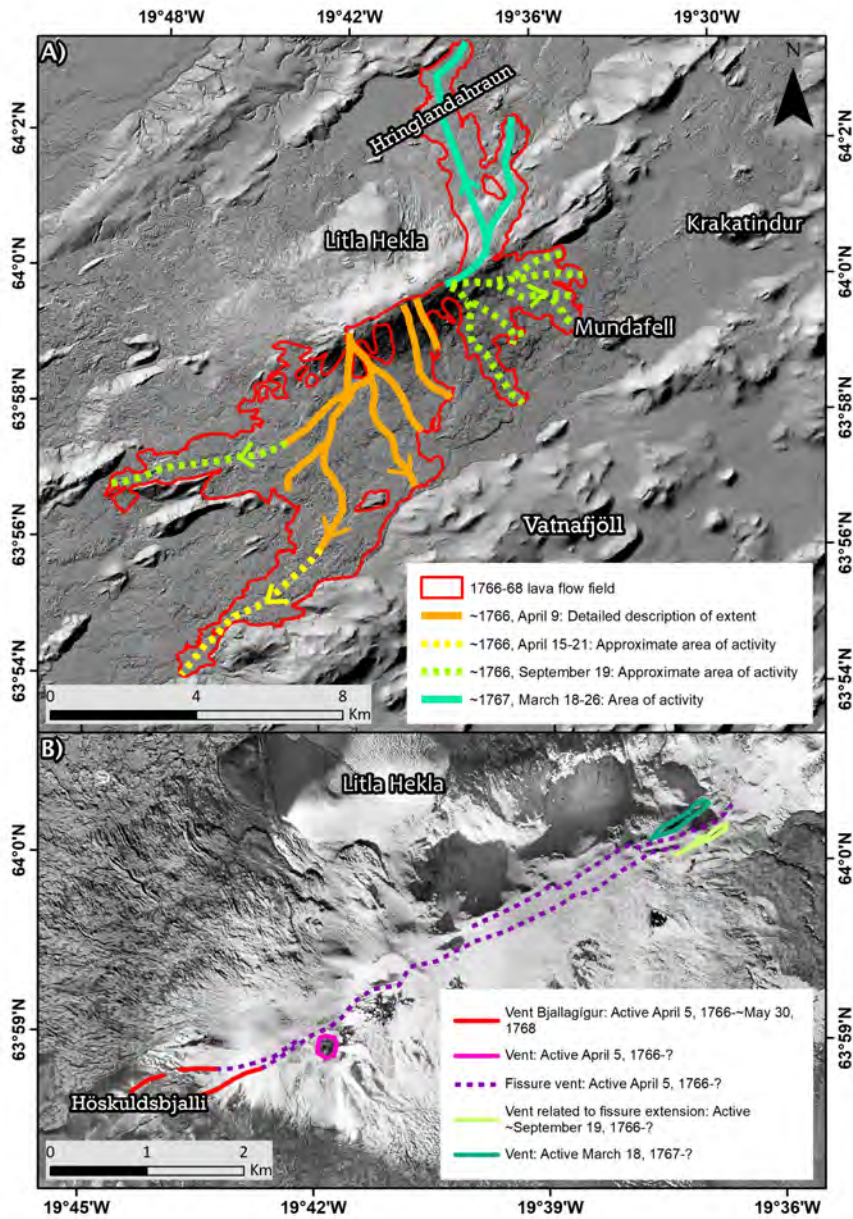 19°48'W 19°42'W 19°36'W 19°30'W
A)
N
Hringlandahraun
64°2'N 64°2'N
Krakatindur
Litla Hekla
64°0'N 64°0'N
Mundafell
63°58'N 63°58'N
Vatnafjöll
63°56'N 63°56'N
1766-68 lava flow field
~1766, April 9: Detailed description of extent
~1766, April 15-21: Approximate area of activity
~1766, September 19: Approximate area of activity
~1767, March 18-26: Area of activity
63°54'N 63°54'N
0 4 8
Km
B)
Litla Hekla
64°0'N 64°0'N
63°59'N 63°59'N
Vent Bjallagígur: Active April 5, 1766-~May 30,
1768
Vent: Active April 5, 1766-?
Fissure vent: Active April 5, 1766-?
Vent related to fissure extension: Active
~September 19, 1766-?
Vent: Active March 18, 1767-?
Höskuldsbjalli
0 1 2
Km
19°45'W 19°42'W 19°39'W 19°36'W